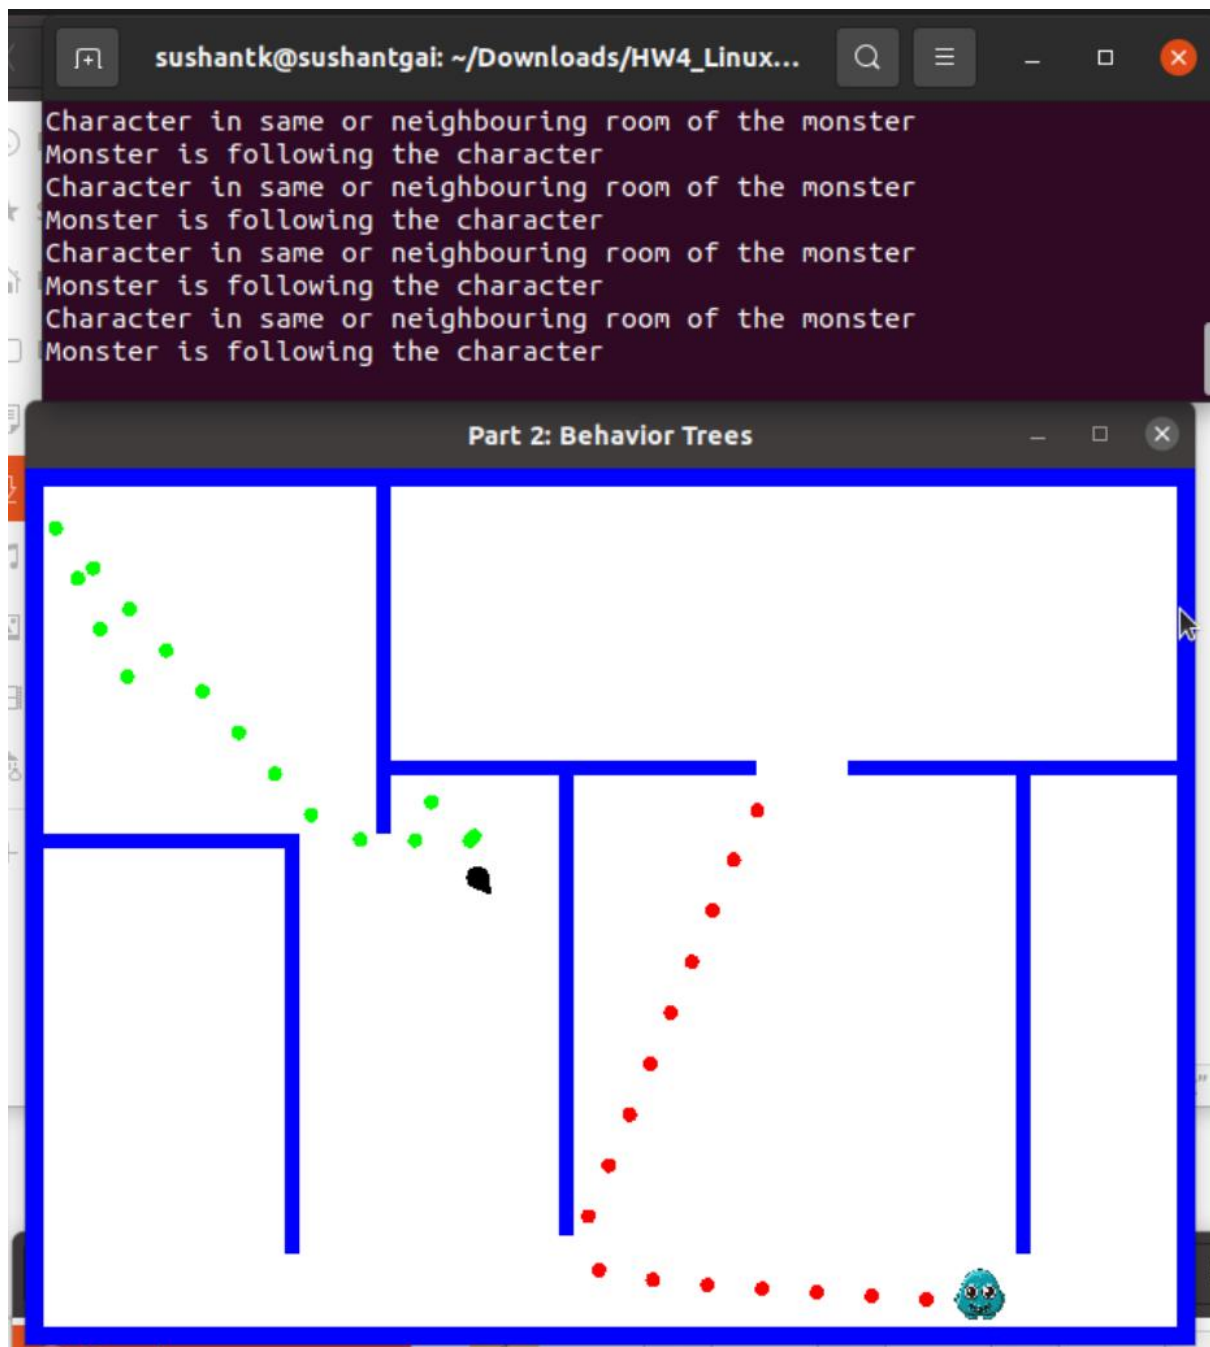 sushantk@sushantgai: ~/Downloads/HW4_Linux...
Character in same or neighbouring room of the monster
Monster is following the character
Character in same or neighbouring room of the monster
Monster is following the character
Character in same or neighbouring room of the monster
Monster is following the character
Character in same or neighbouring room of the monster
Monster is following the character
Part 2: Behavior Trees